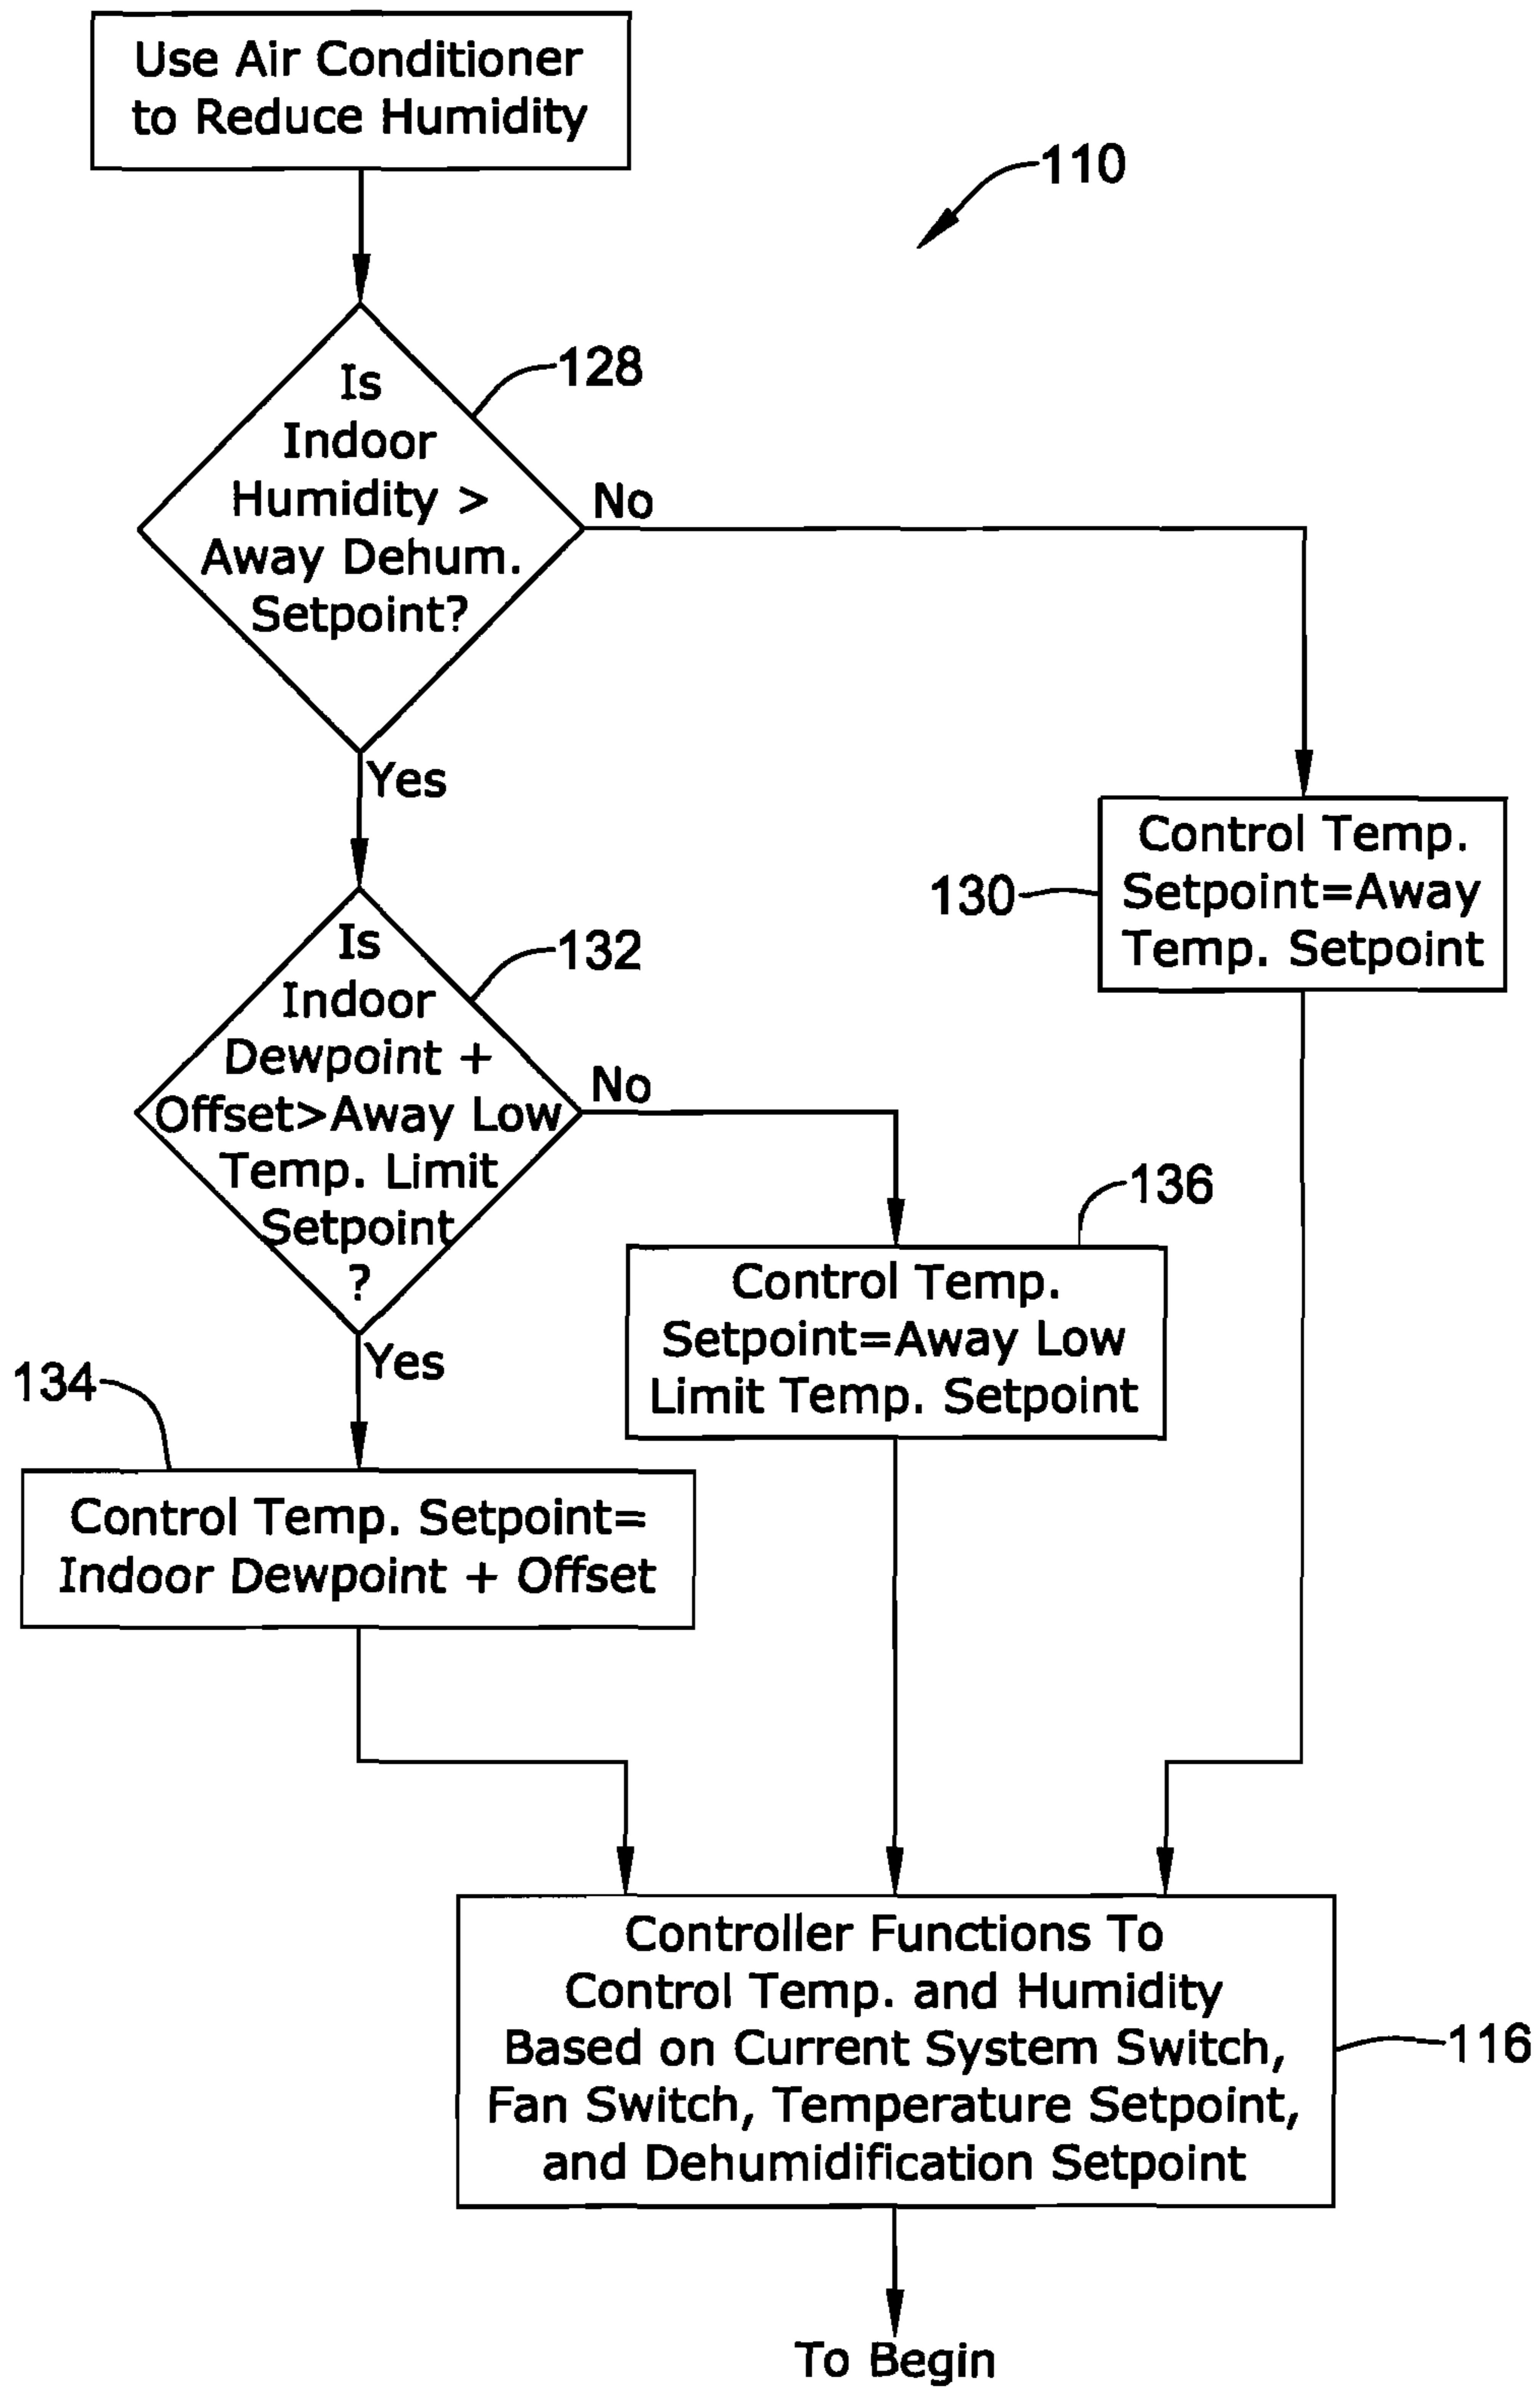 Use Air Conditioner
to Reduce Humidity
110
Is
Indoor
Humidity >
Away Dehum.
Setpoint?
128
No
Yes
Control Temp.
Setpoint=Away
Temp. Setpoint
130
Is
Indoor
Dewpoint +
Offset>Away Low
Temp. Limit
Setpoint
?
132
No
Yes
136
Control Temp.
Setpoint=Away Low
Limit Temp. Setpoint
134
Control Temp. Setpoint=
Indoor Dewpoint + Offset
Controller Functions To
Control Temp. and Humidity
Based on Current System Switch,
Fan Switch, Temperature Setpoint,
and Dehumidification Setpoint
116
To Begin